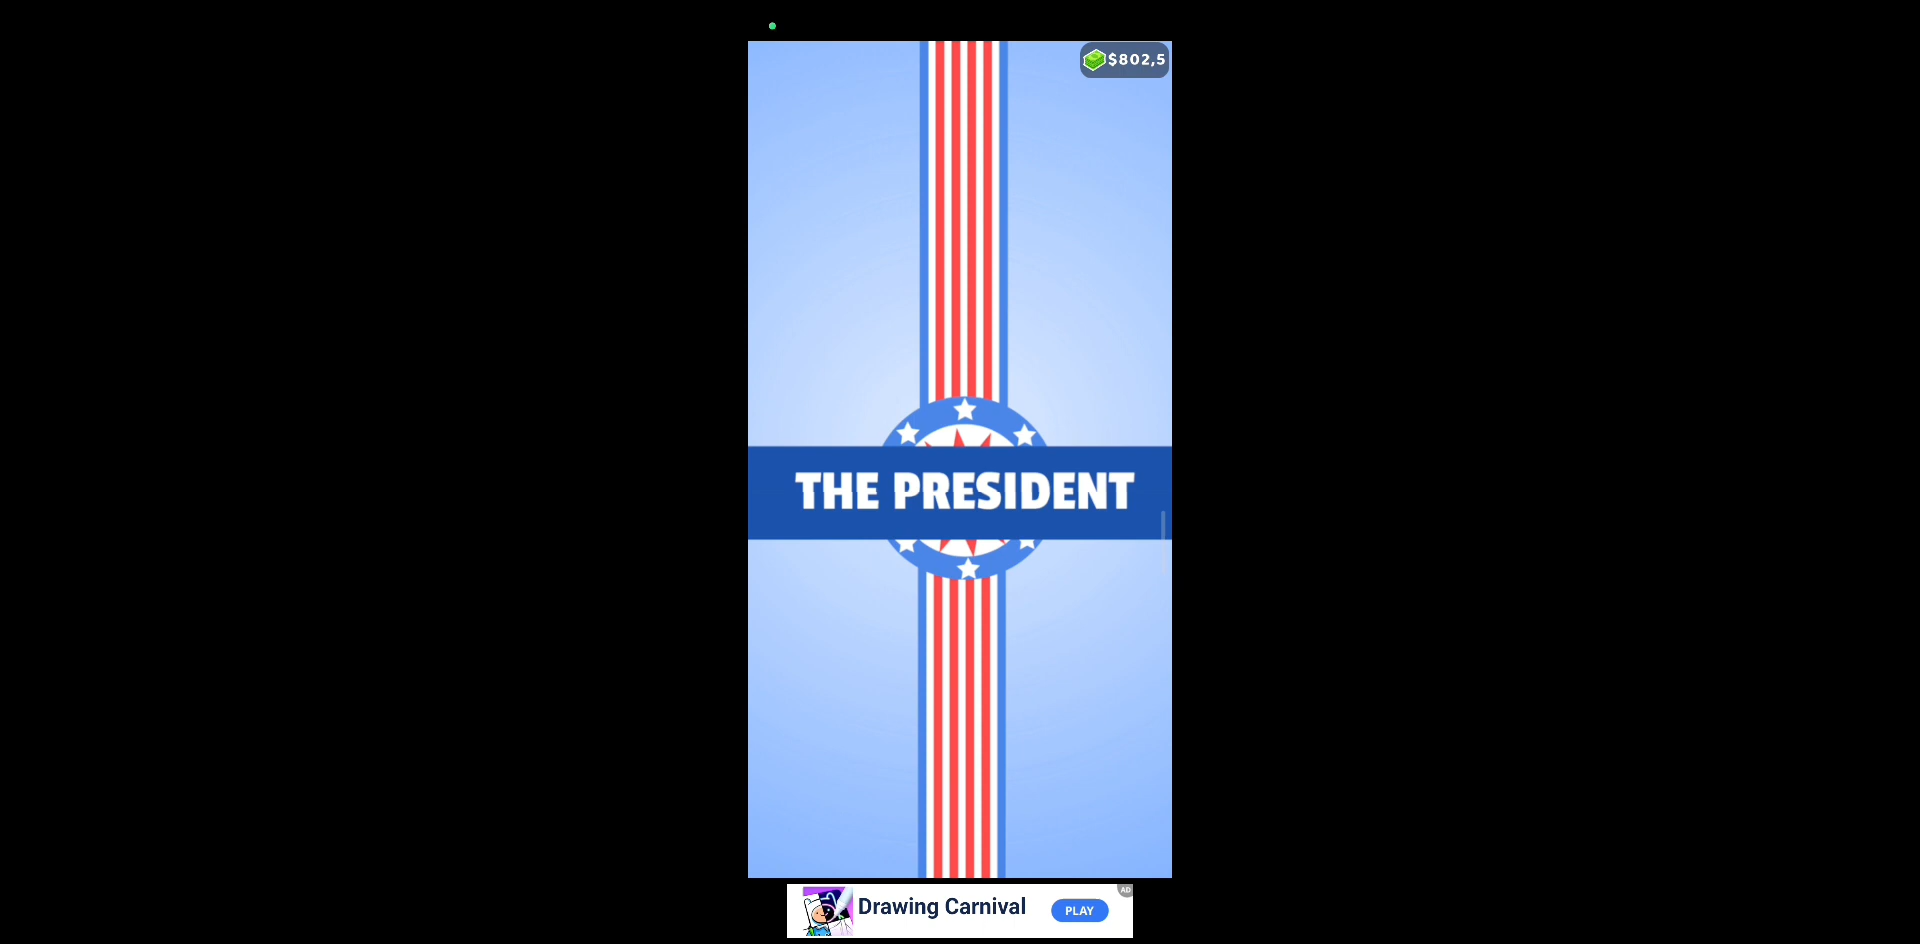 $802,5
THE PRESIDENT
AD
Drawing Carnival
PLAY